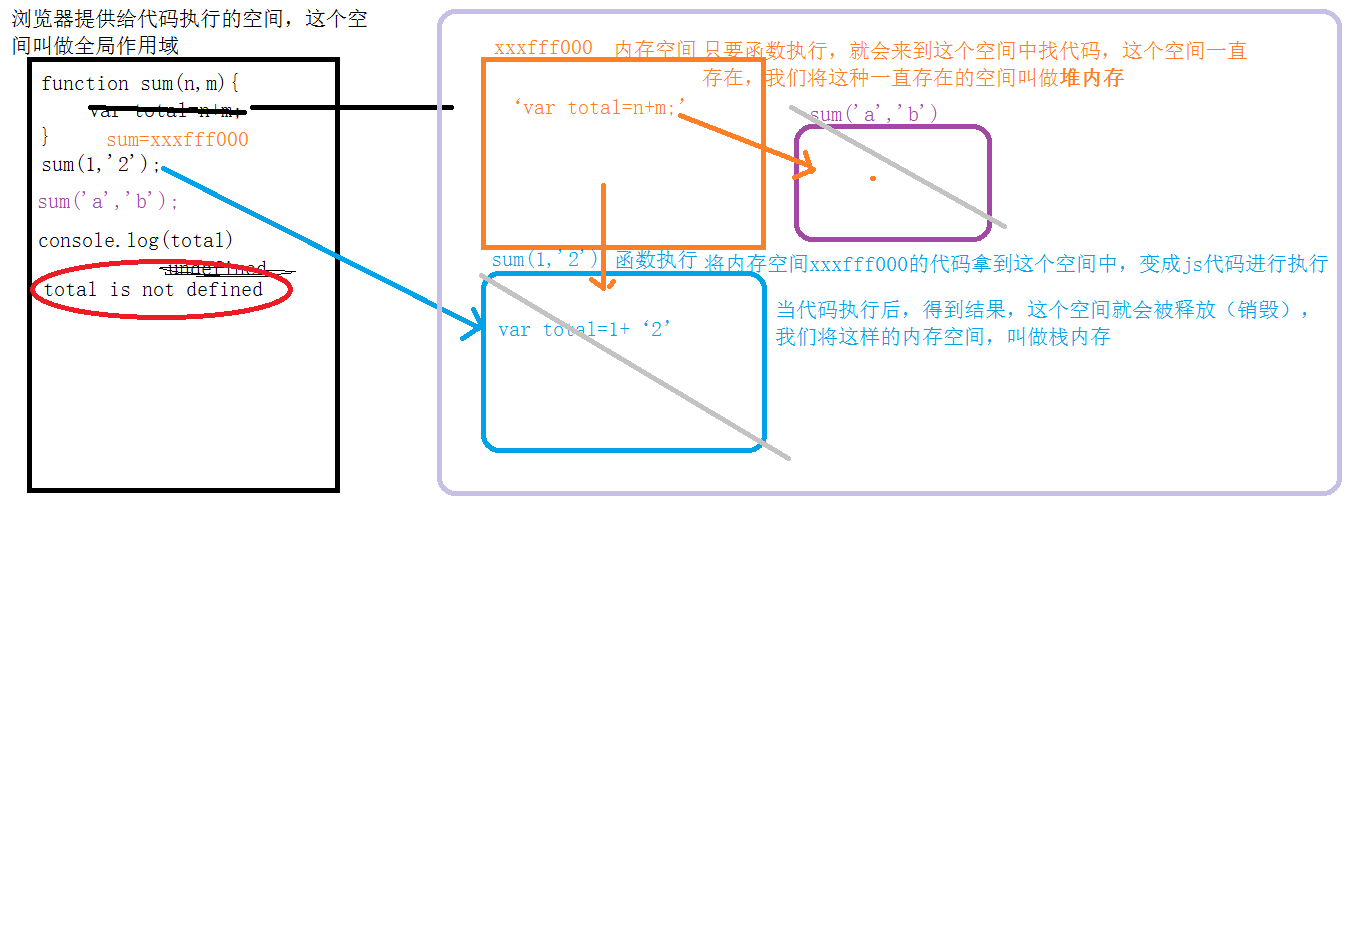 浏览器提供给代码执行的空间，这个空
间叫做全局作用域
function sum(n,m){
var total=n+m;
}
sum=xxxfff000
sum(1,'2');
sum('a','b');
console.log(total)
undefined
total is not defined
xxxfff000 内存空间 只要函数执行，就会来到这个空间中找代码，这个空间一直
存在，我们将这种一直存在的空间叫做堆内存
‘var total=n+m;’
sum('a','b')
sum(1,'2') 函数执行 将内存空间xxxfff000的代码拿到这个空间中，变成js代码进行执行
var total=1+‘2’
当代码执行后，得到结果，这个空间就会被释放（销毁），
我们将这样的内存空间，叫做栈内存